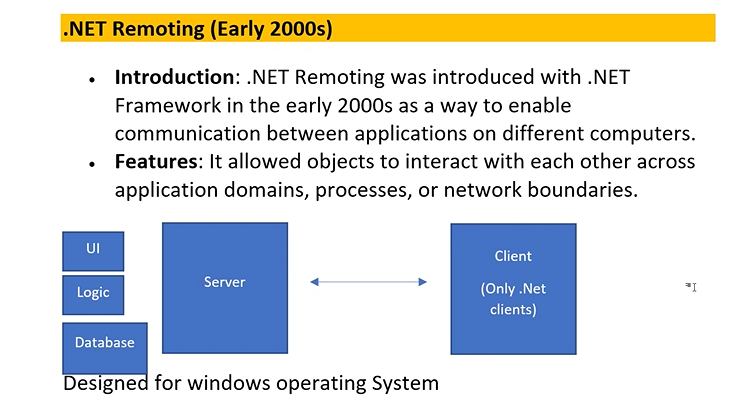 .NET Remoting (Early 2000s)
• Introduction: .NET Remoting was introduced with .NET
Framework in the early 2000s as a way to enable
communication between applications on different computers.
• Features: It allowed objects to interact with each other across
application domains, processes, or network boundaries.
UI
Logic
Database
Server
Client
(Only .Net
clients)
Designed for windows operating System